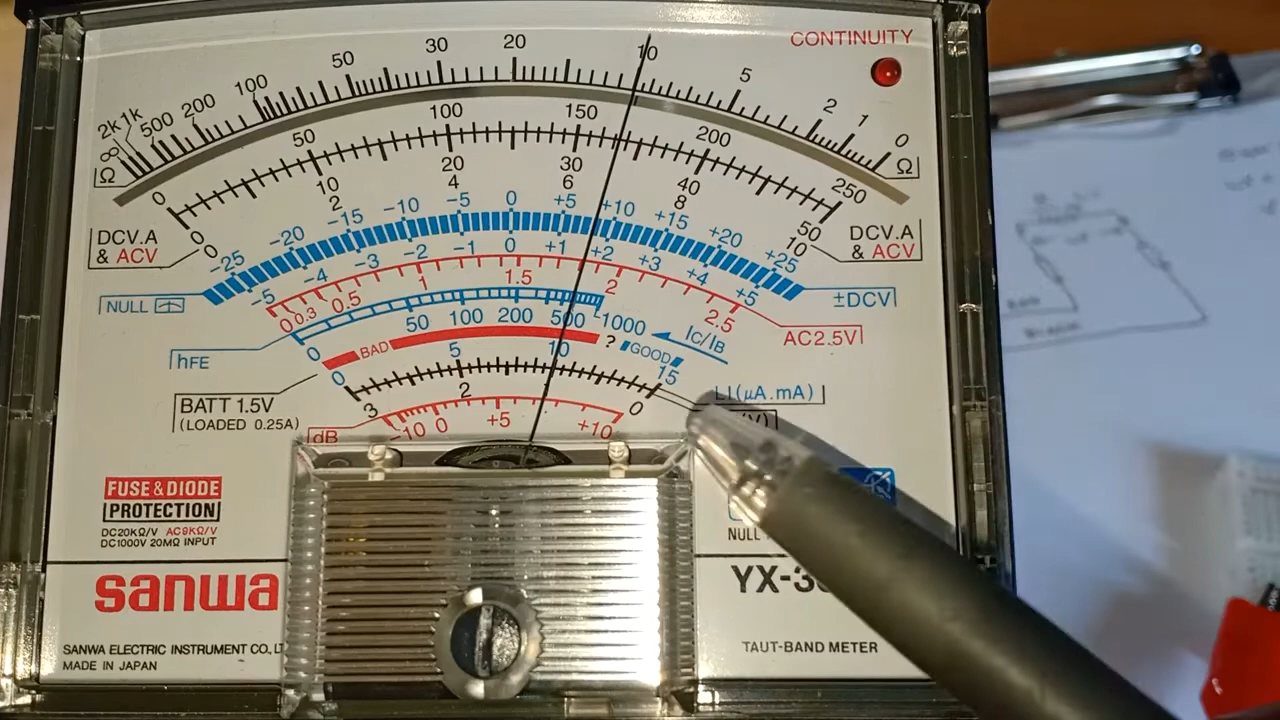 CONTINUITY
2k 1k 500 200 100 50 30 20 10 5 2 1 0
∞
Ω Ω
0 50 100 150 200 250
0 10 20 30 40 50
0 2 4 6 8 10
DCV.A
& ACV
DCV.A
& ACV
-25 -20 -15 -10 -5 0 +5 +10 +15 +20 +25
-5 -4 -3 -2 -1 0 +1 +2 +3 +4 +5
NULL
±DCV
0 0.3 0.5 1 1.5 2 2.5
AC2.5V
hFE
0 50 100 200 500 1000
IC/IB
BAD ? GOOD
BATT 1.5V
(LOADED 0.25A)
0 5 10 15
LI(μA.mA)
3 2 0
dB
-10 0 +5 +10
FUSE & DIODE
PROTECTION
DC20KΩ/V AC9KΩ/V
DC1000V 20MΩ INPUT
NULL
sanwa
YX-3
SANWA ELECTRIC INSTRUMENT CO.,
MADE IN JAPAN
TAUT-BAND METER